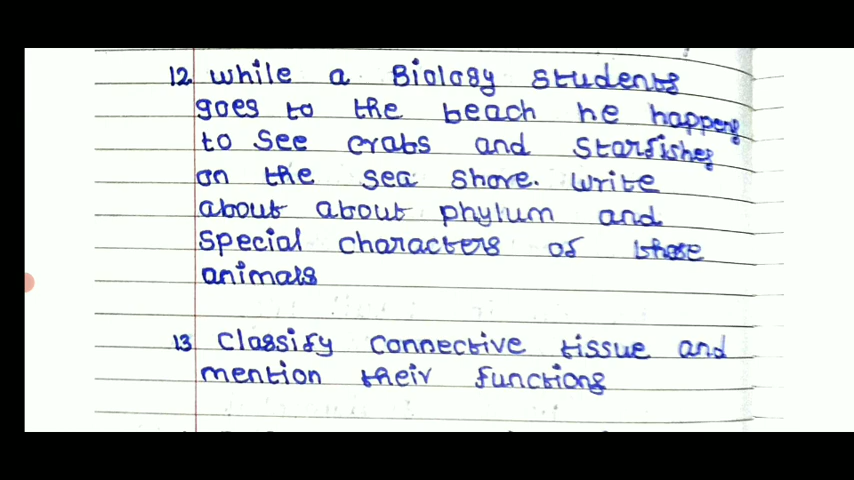 12. While a Biology students
goes to the beach he happens
to see crabs and starfishes
on the sea shore. Write
about about phylum and
special characters of these
animals
13 Classify connective tissue and
mention their functions